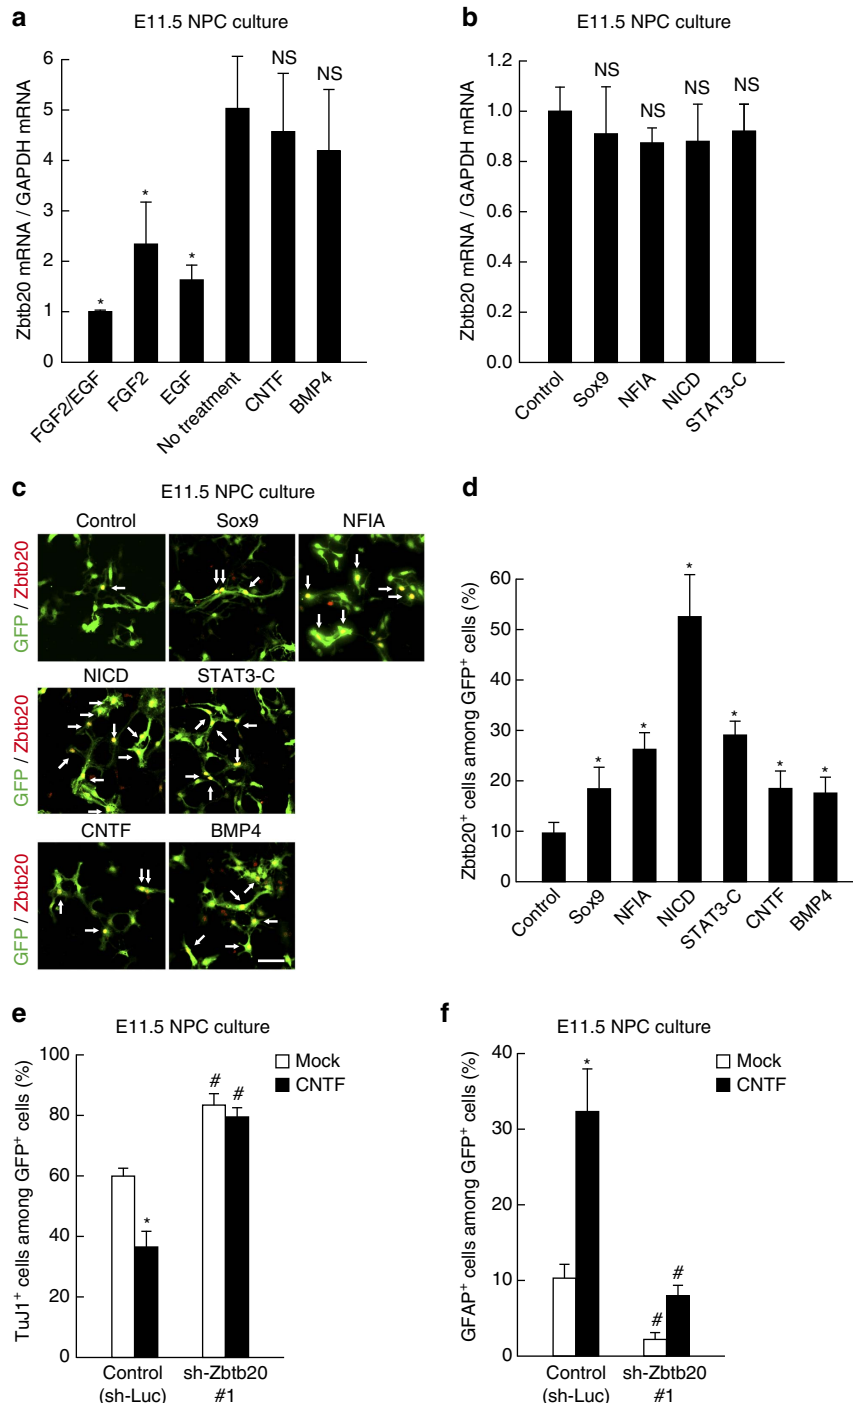 a
E11.5 NPC culture
Zbtb20 mRNA / GAPDH mRNA
6
5
4
3
2
1
0
*
*
*
NS
NS
FGF2/EGF
FGF2
EGF
No treatment
CNTF
BMP4
b
E11.5 NPC culture
Zbtb20 mRNA / GAPDH mRNA
1.2
1.0
0.8
0.6
0.4
0.2
0.0
NS
NS
NS
NS
Control
Sox9
NFIA
NICD
STAT3-C
c
E11.5 NPC culture
Control
Sox9
NFIA
GFP / Zbtb20
NICD
STAT3-C
GFP / Zbtb20
CNTF
BMP4
GFP / Zbtb20
d
Zbtb20+ cells among GFP+ cells (%)
60
50
40
30
20
10
0
*
*
*
*
*
*
Control
Sox9
NFIA
NICD
STAT3-C
CNTF
BMP4
e
E11.5 NPC culture
TuJ1+ cells among GFP+ cells (%)
100
80
60
40
20
0
Mock
CNTF
*
#
#
Control
(sh-Luc)
sh-Zbtb20
#1
f
E11.5 NPC culture
GFAP+ cells among GFP+ cells (%)
40
30
20
10
0
Mock
CNTF
*
#
#
Control
(sh-Luc)
sh-Zbtb20
#1